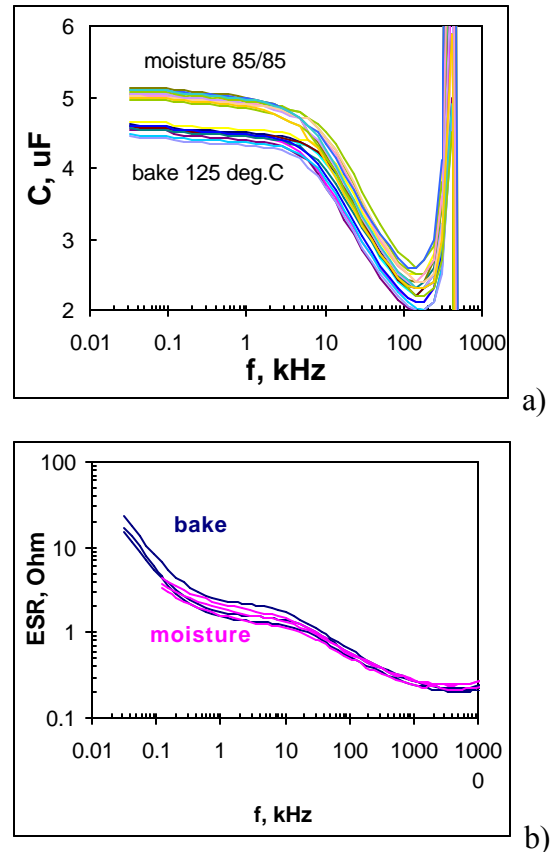 6
moisture 85/85
5
C, uF
4
bake 125 deg.C
3
2
0.01 0.1 1 10 100 1000
f, kHz
a)
100
bake
10
ESR, Ohm
1
moisture
0.1
0.01 0.1 1 10 100 1000 1000
0
f, kHz
b)